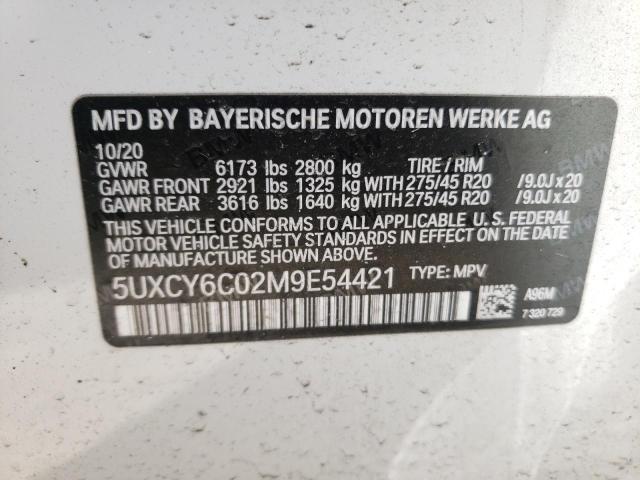 MFD BY BAYERISCHE MOTOREN WERKE AG
10/20
GVWR 6173 lbs 2800 kg TIRE / RIM
GAWR FRONT 2921 lbs 1325 kg WITH 275/45 R20 /9.0J x 20
GAWR REAR 3616 lbs 1640 kg WITH 275/45 R20 /9.0J x 20
THIS VEHICLE CONFORMS TO ALL APPLICABLE U. S. FEDERAL
MOTOR VEHICLE SAFETY STANDARDS IN EFFECT ON THE DATE
OF MANUFACTURE SHOWN ABOVE.
5UXCY6C02M9E54421 TYPE: MPV
A96M
7 320 729